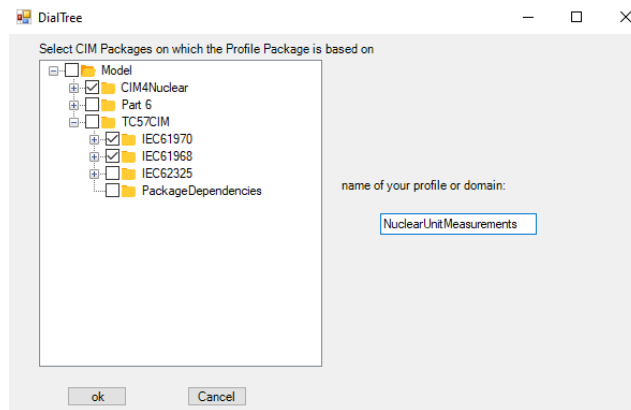 DialTree
Select CIM Packages on which the Profile Package is based on
Model
CIM4Nuclear
Part 6
TC57CIM
IEC61970
IEC61968
IEC62325
PackageDependencies
name of your profile or domain:
NuclearUnitMeasurements
ok
Cancel